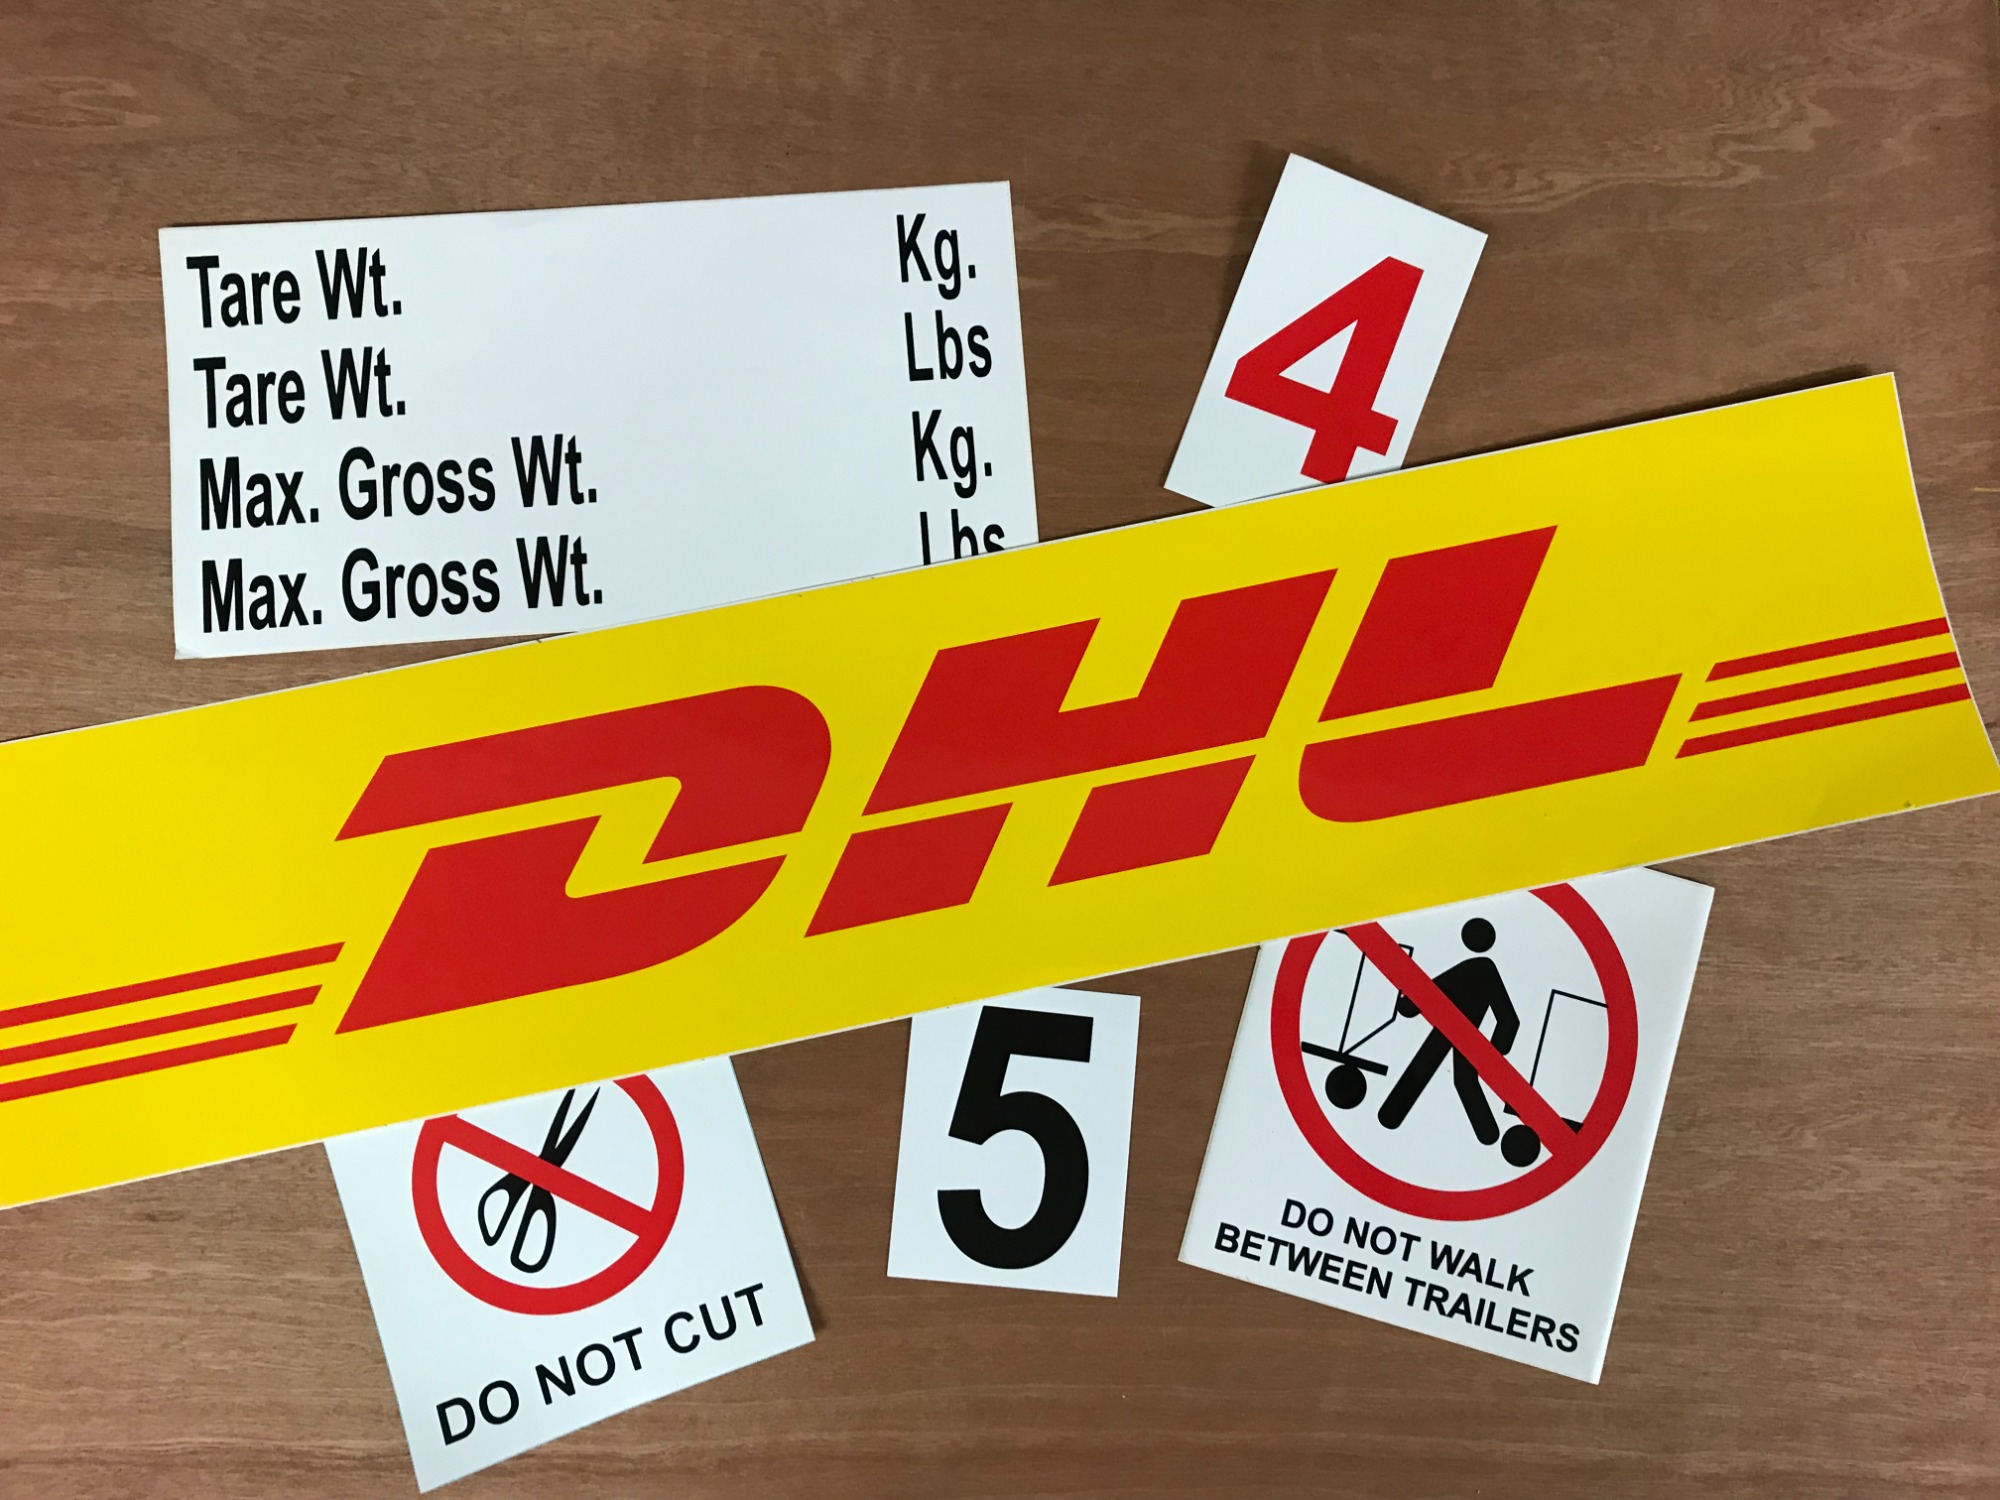 Tare Wt. Kg.
Tare Wt. Lbs
Max. Gross Wt. Kg.
Max. Gross Wt. Lbs
4
DHL
5
DO NOT CUT
DO NOT WALK
BETWEEN TRAILERS